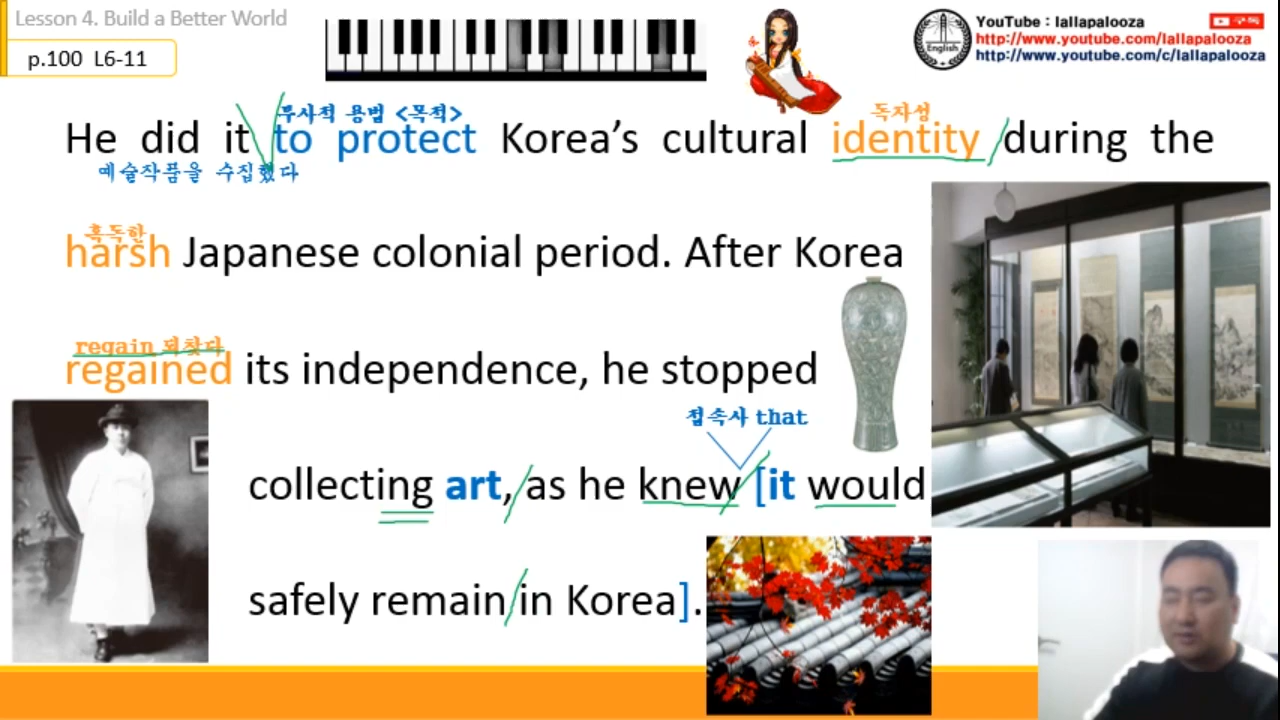 Lesson 4. Build a Better World
p.100 L6-11
English
YouTube : lallapalooza
구독
http://www.youtube.com/lallapalooza
http://www.youtube.com/c/lallapalooza
부사적 용법 <목적>
독자성
He did it to protect Korea's cultural identity during the
예술작품을 수집했다
혹독한
harsh Japanese colonial period. After Korea
regain 되찾다
regained its independence, he stopped
접속사 that
collecting art, as he knew [it would
safely remain in Korea].